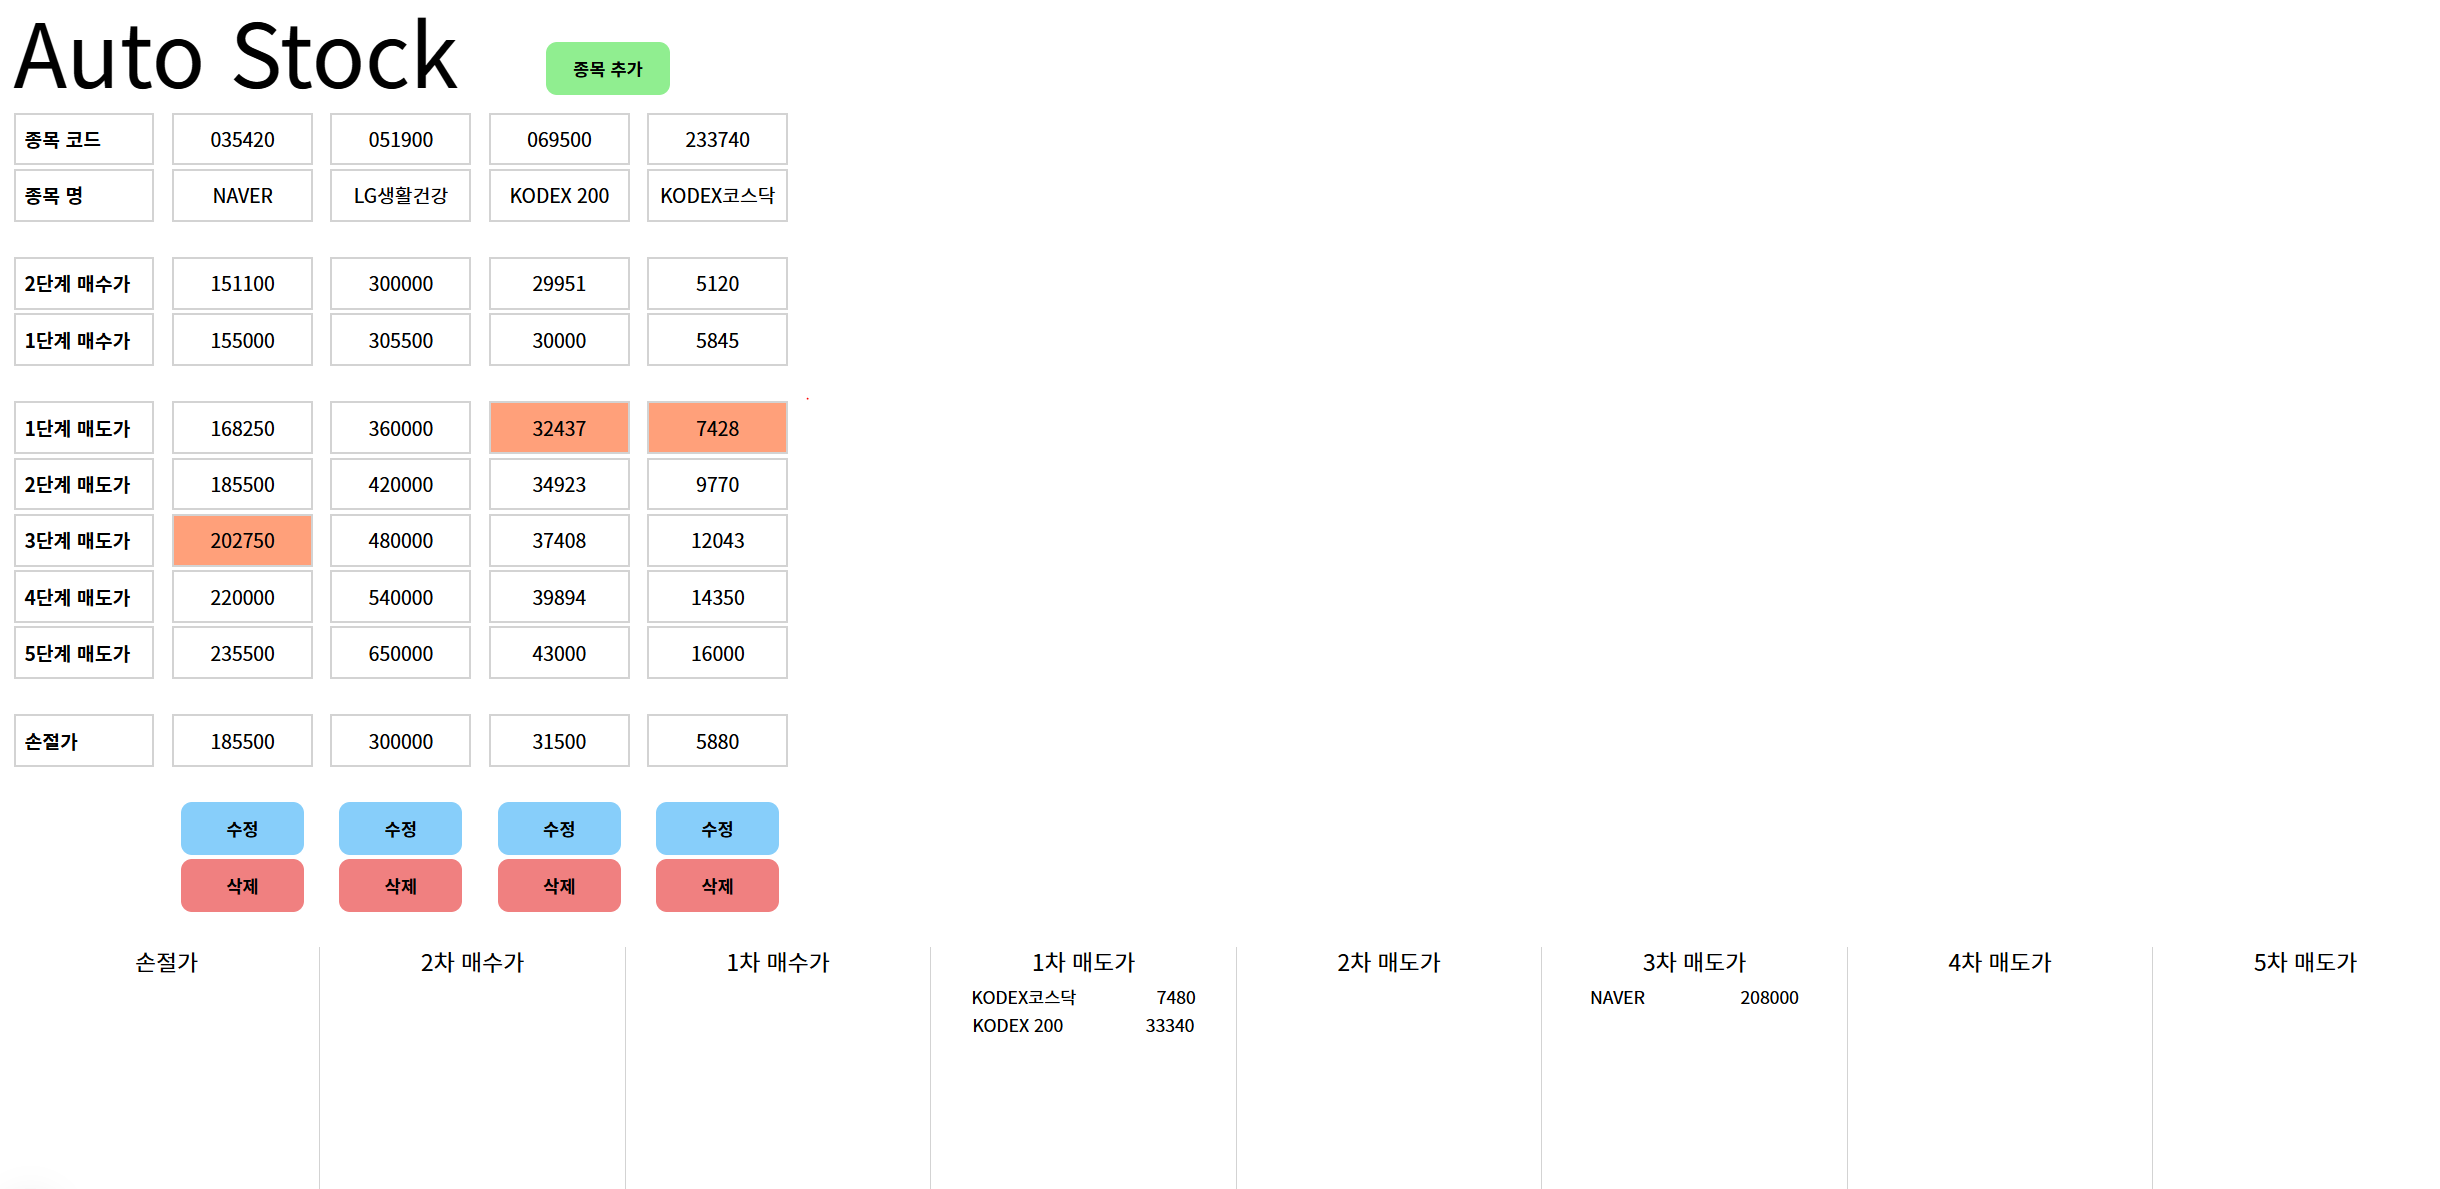 Auto Stock
종목 추가
종목 코드 035420 051900 069500 233740
종목 명 NAVER LG생활건강 KODEX 200 KODEX코스닥
2단계 매수가 151100 300000 29951 5120
1단계 매수가 155000 305500 30000 5845
1단계 매도가 168250 360000 32437 7428
2단계 매도가 185500 420000 34923 9770
3단계 매도가 202750 480000 37408 12043
4단계 매도가 220000 540000 39894 14350
5단계 매도가 235500 650000 43000 16000
손절가 185500 300000 31500 5880
수정 수정 수정 수정
삭제 삭제 삭제 삭제
손절가 2차 매수가 1차 매수가 1차 매도가 2차 매도가 3차 매도가 4차 매도가 5차 매도가
KODEX코스닥 7480 NAVER 208000
KODEX 200 33340